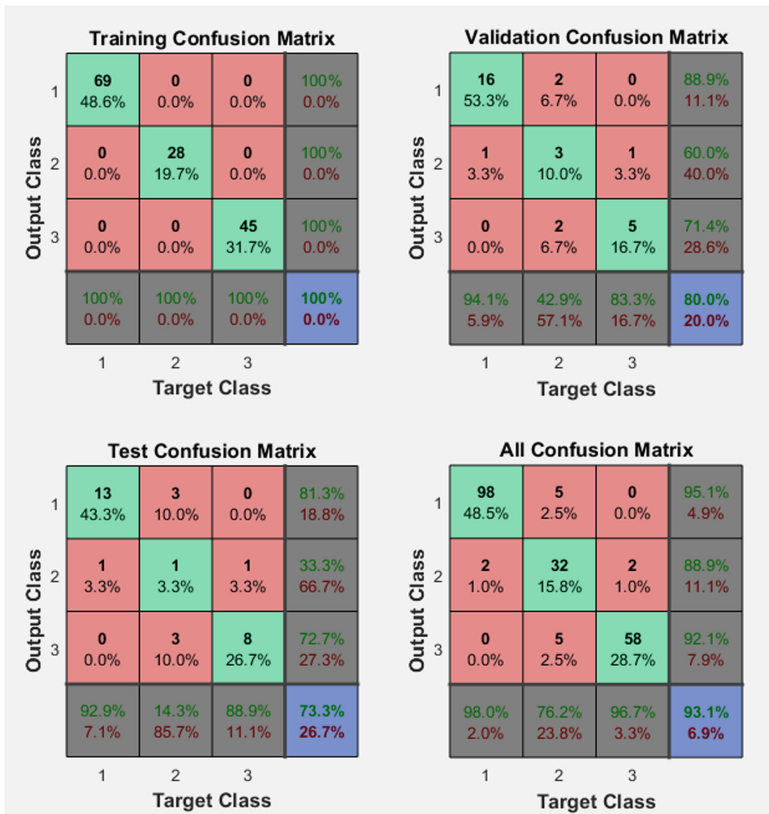 Training Confusion Matrix
69 0 0 100%
48.6% 0.0% 0.0% 0.0%
1
0 28 0 100%
0.0% 19.7% 0.0% 0.0%
2
0 0 45 100%
0.0% 0.0% 31.7% 0.0%
3
100% 100% 100% 100%
0.0% 0.0% 0.0% 0.0%
1 2 3
Target Class
Output Class
Validation Confusion Matrix
16 2 0 88.9%
53.3% 6.7% 0.0% 11.1%
1
1 3 1 60.0%
3.3% 10.0% 3.3% 40.0%
2
0 2 5 71.4%
0.0% 6.7% 16.7% 28.6%
3
94.1% 42.9% 83.3% 80.0%
5.9% 57.1% 16.7% 20.0%
1 2 3
Target Class
Output Class
Test Confusion Matrix
13 3 0 81.3%
43.3% 10.0% 0.0% 18.8%
1
1 1 1 33.3%
3.3% 3.3% 3.3% 66.7%
2
0 3 8 72.7%
0.0% 10.0% 26.7% 27.3%
3
92.9% 14.3% 88.9% 73.3%
7.1% 85.7% 11.1% 26.7%
1 2 3
Target Class
Output Class
All Confusion Matrix
98 5 0 95.1%
48.5% 2.5% 0.0% 4.9%
1
2 32 2 88.9%
1.0% 15.8% 1.0% 11.1%
2
0 5 58 92.1%
0.0% 2.5% 28.7% 7.9%
3
98.0% 76.2% 96.7% 93.1%
2.0% 23.8% 3.3% 6.9%
1 2 3
Target Class
Output Class